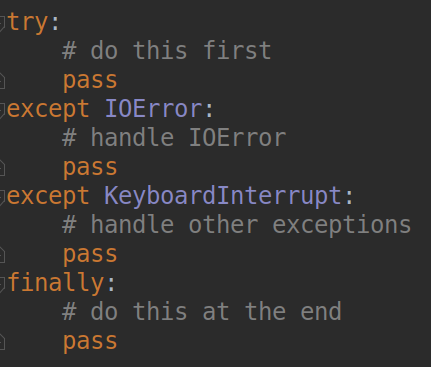 try:
    # do this first
    pass
except IOError:
    # handle IOError
    pass
except KeyboardInterrupt:
    # handle other exceptions
    pass
finally:
    # do this at the end
    pass